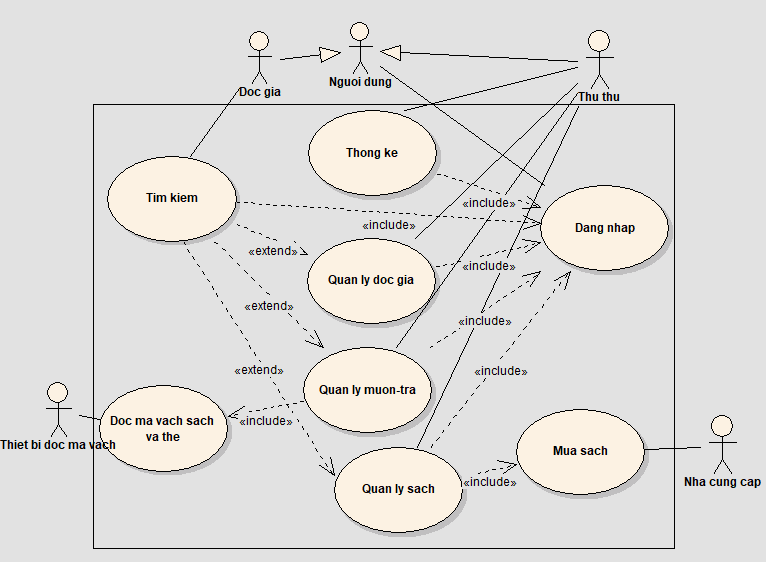 Nguoi dung
Doc gia
Thu thu
Thong ke
Tim kiem
«include»
«include»
Dang nhap
«extend»
«include»
Quan ly doc gia
«extend»
«include»
«extend»
«include»
Quan ly muon-tra
Doc ma vach sach
va the
«include»
Thiet bi doc ma vach
Mua sach
Quan ly sach
«include»
Nha cung cap